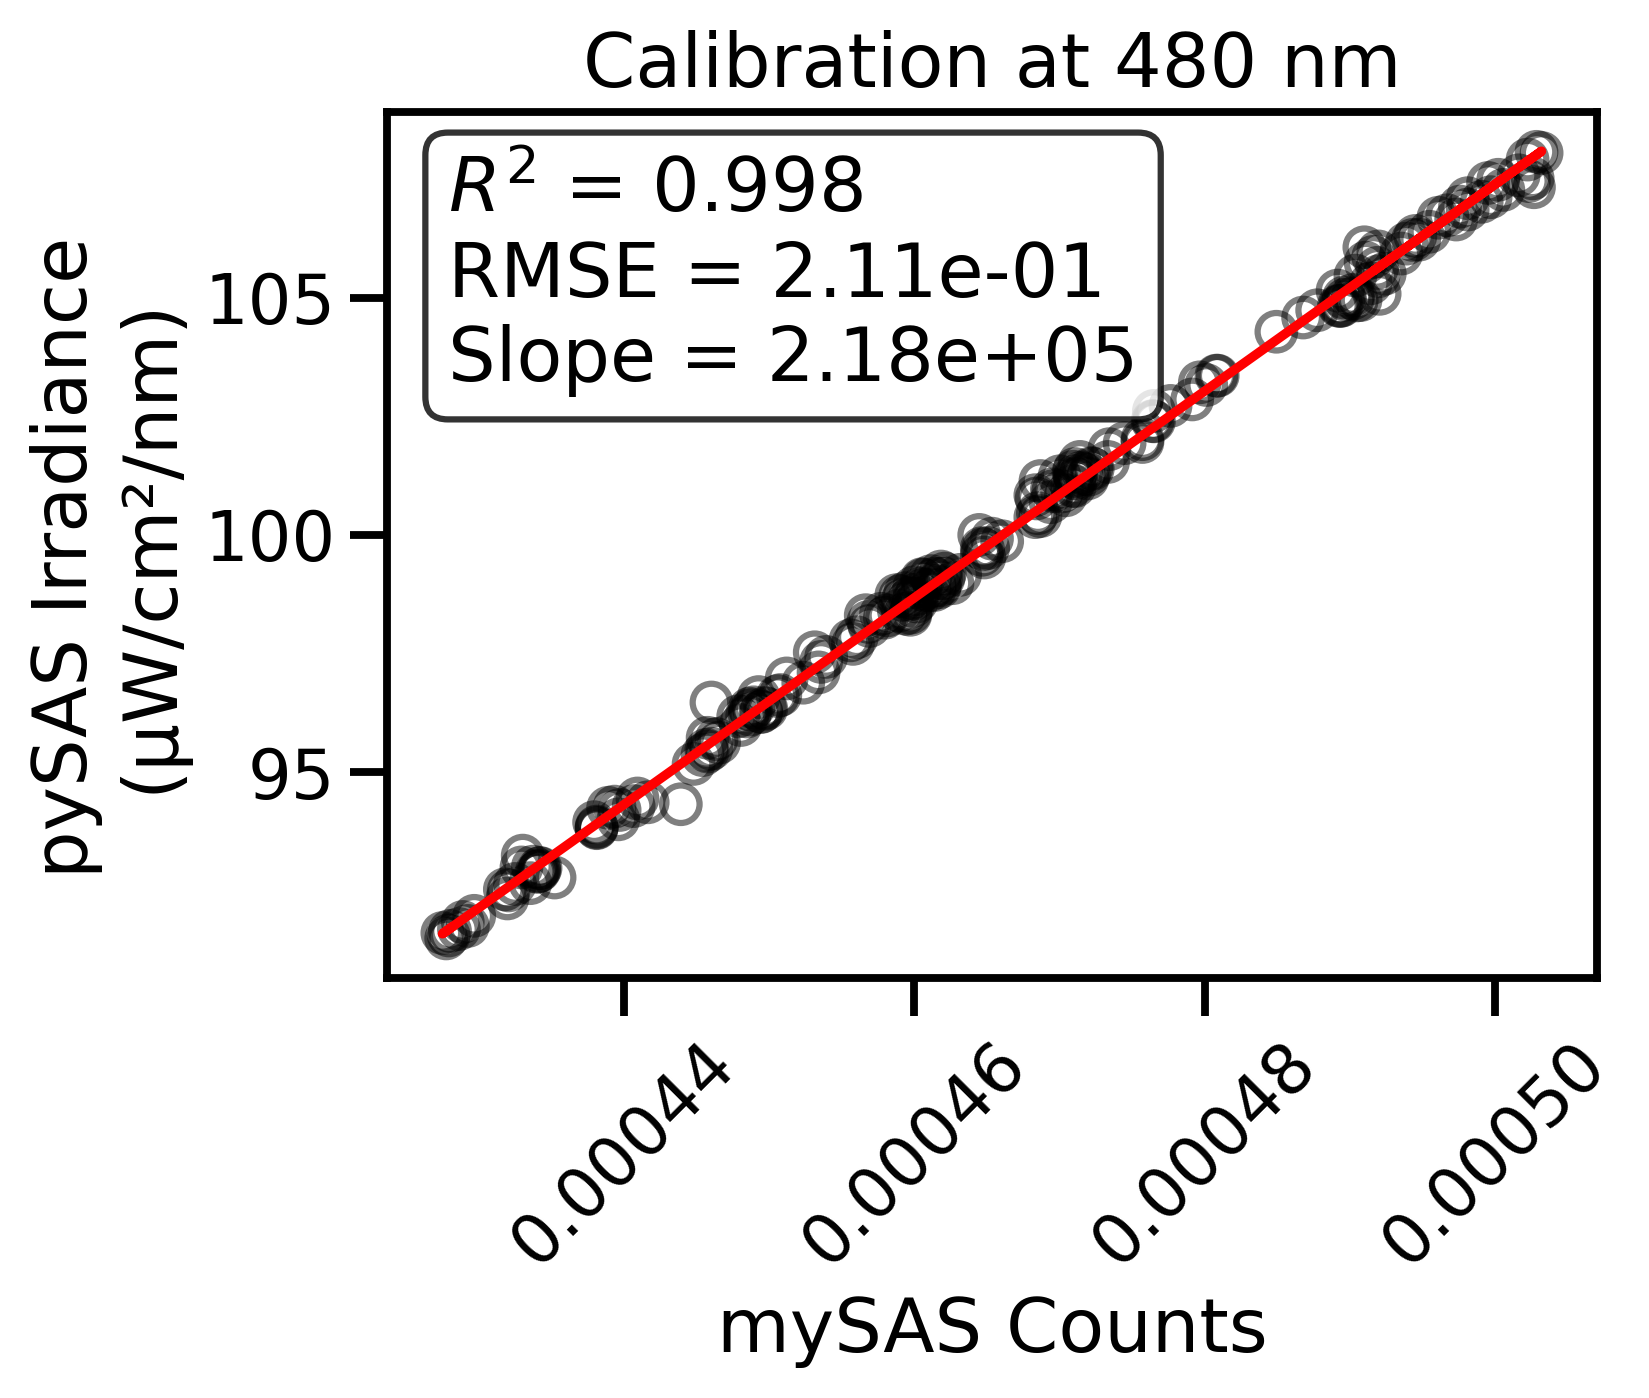 Calibration at 480 nm
R² = 0.998
RMSE = 2.11e-01
Slope = 2.18e+05
pySAS Irradiance
(µW/cm²/nm)
105
100
95
0.00044
0.00046
0.00048
0.00050
mySAS Counts